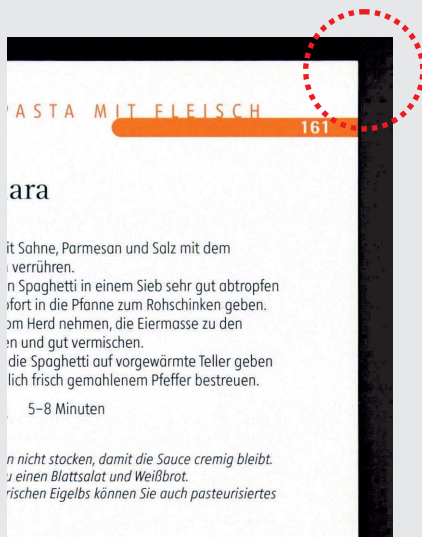 ASTA MIT FLEISCH
161
ara
it Sahne, Parmesan und Salz mit dem
verrühren.
n Spaghetti in einem Sieb sehr gut abtropfen
ofort in die Pfanne zum Rohschinken geben.
om Herd nehmen, die Eiermasse zu den
en und gut vermischen.
die Spaghetti auf vorgewärmte Teller geben
lich frisch gemahlenem Pfeffer bestreuen.
5–8 Minuten
n nicht stocken, damit die Sauce cremig bleibt.
u einen Blattsalat und Weißbrot.
rischen Eigelbs können Sie auch pasteurisiertes